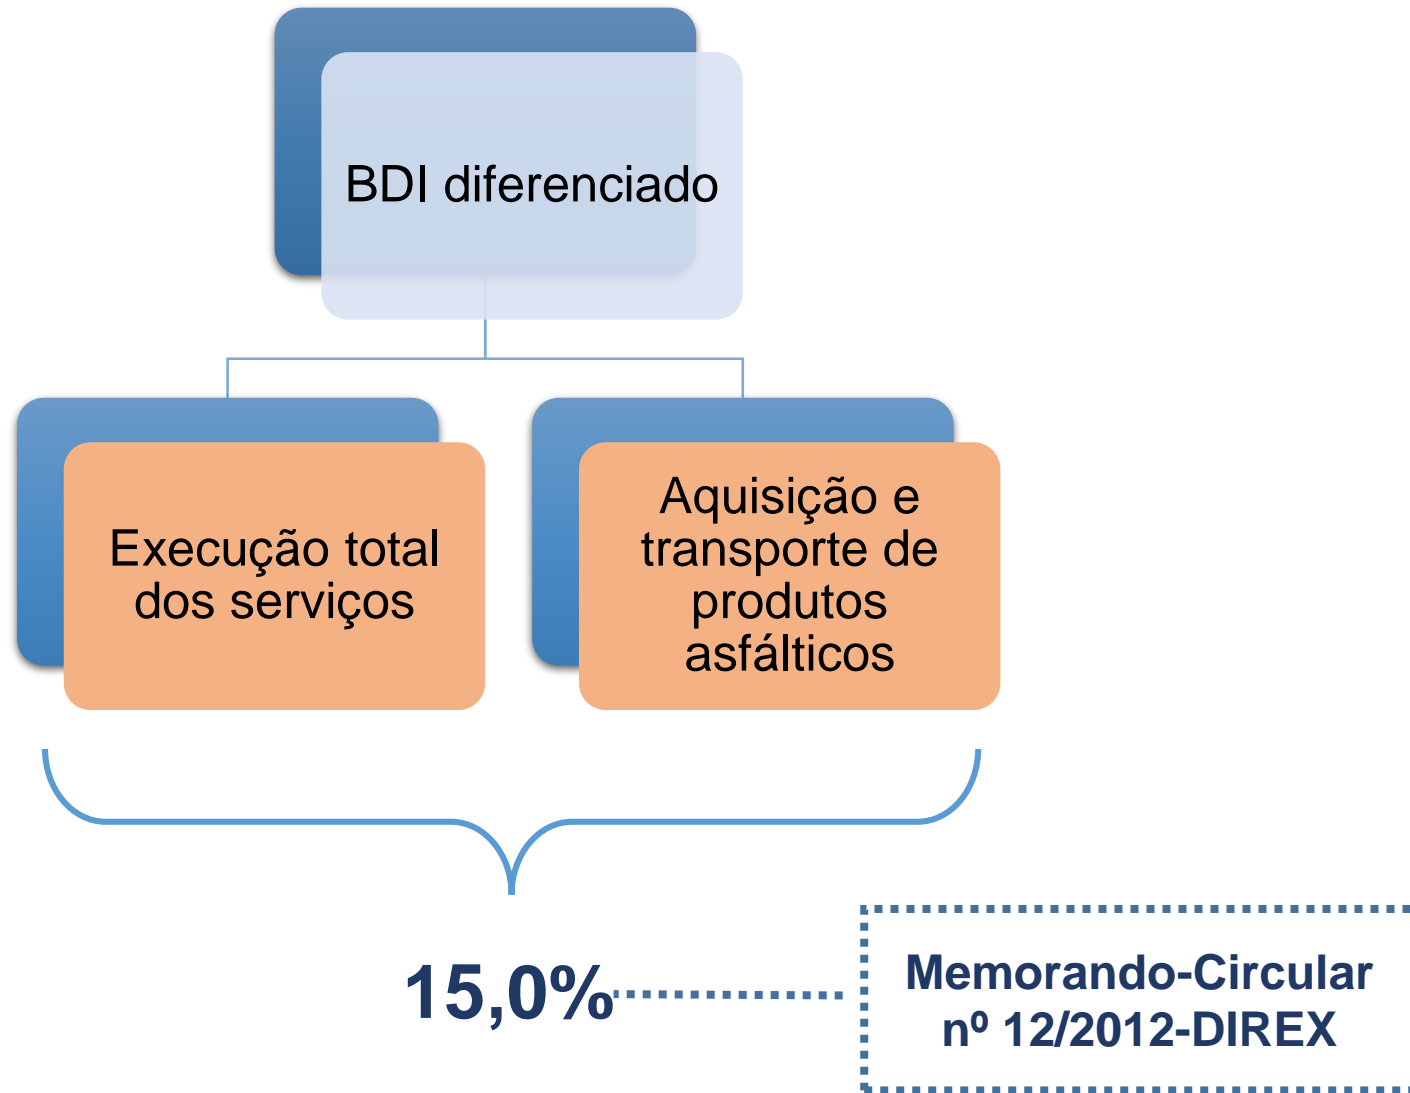 BDI diferenciado
Execução total
dos serviços
Aquisição e
transporte de
produtos
asfálticos
15,0%
Memorando-Circular
nº 12/2012-DIREX